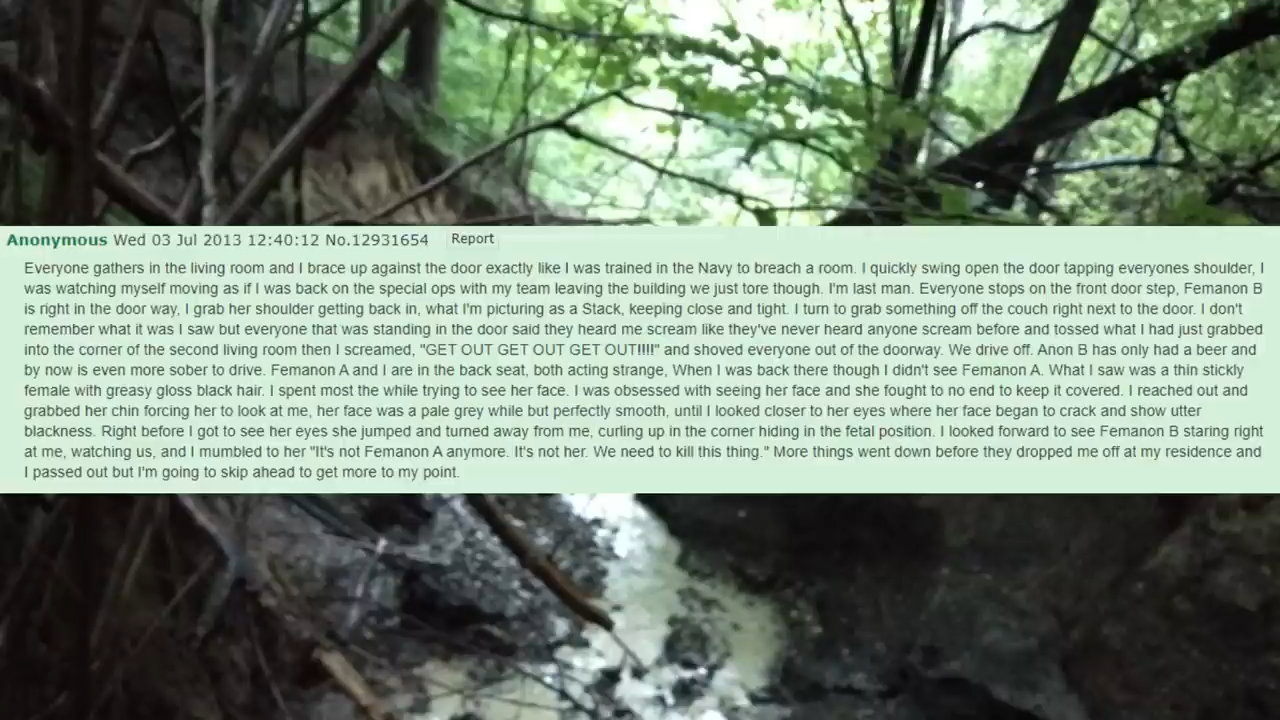 Anonymous Wed 03 Jul 2013 12:40:12 No.12931654 Report
Everyone gathers in the living room and I brace up against the door exactly like I was trained in the Navy to breach a room. I quickly swing open the door tapping everyones shoulder, I
was watching myself moving as if I was back on the special ops with my team leaving the building we just tore though. I'm last man. Everyone stops on the front door step, Femanon B
is right in the door way, I grab her shoulder getting back in, what I'm picturing as a Stack, keeping close and tight. I turn to grab something off the couch right next to the door. I don't
remember what it was I saw but everyone that was standing in the door said they heard me scream like they've never heard anyone scream before and tossed what I had just grabbed
into the corner of the second living room then I screamed, "GET OUT GET OUT GET OUT!!!!" and shoved everyone out of the doorway. We drive off. Anon B has only had a beer and
by now is even more sober to drive. Femanon A and I are in the back seat, both acting strange, When I was back there though I didn't see Femanon A. What I saw was a thin stickly
female with greasy gloss black hair. I spent most the while trying to see her face. I was obsessed with seeing her face and she fought to no end to keep it covered. I reached out and
grabbed her chin forcing her to look at me, her face was a pale grey while but perfectly smooth, until I looked closer to her eyes where her face began to crack and show utter
blackness. Right before I got to see her eyes she jumped and turned away from me, curling up in the corner hiding in the fetal position. I looked forward to see Femanon B staring right
at me, watching us, and I mumbled to her "It's not Femanon A anymore. It's not her. We need to kill this thing." More things went down before they dropped me off at my residence and
I passed out but I'm going to skip ahead to get more to my point.